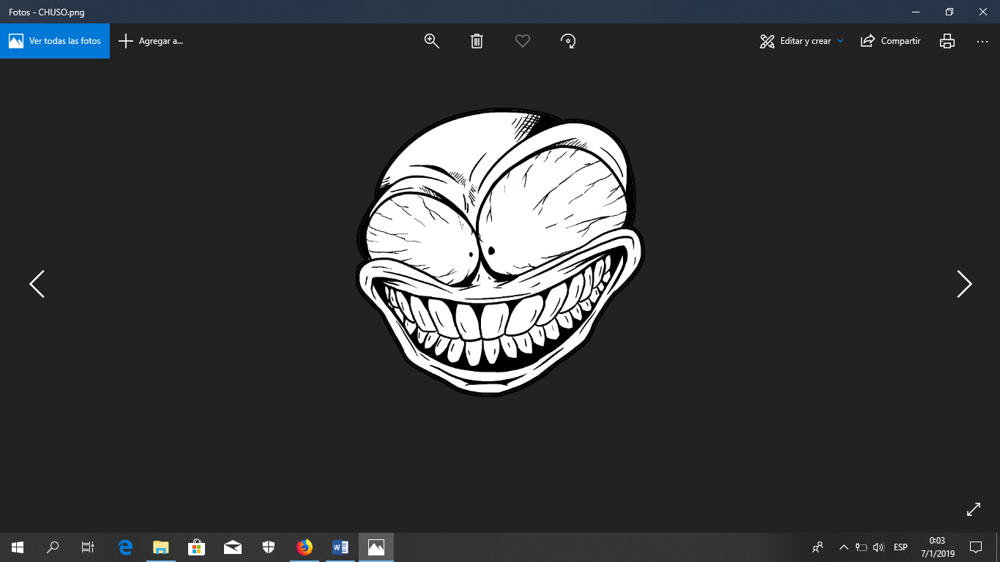 Fotos - CHUSO.png
Ver todas las fotos
Agregar a...
Editar y crear
Compartir
ESP
0:03
7/1/2019